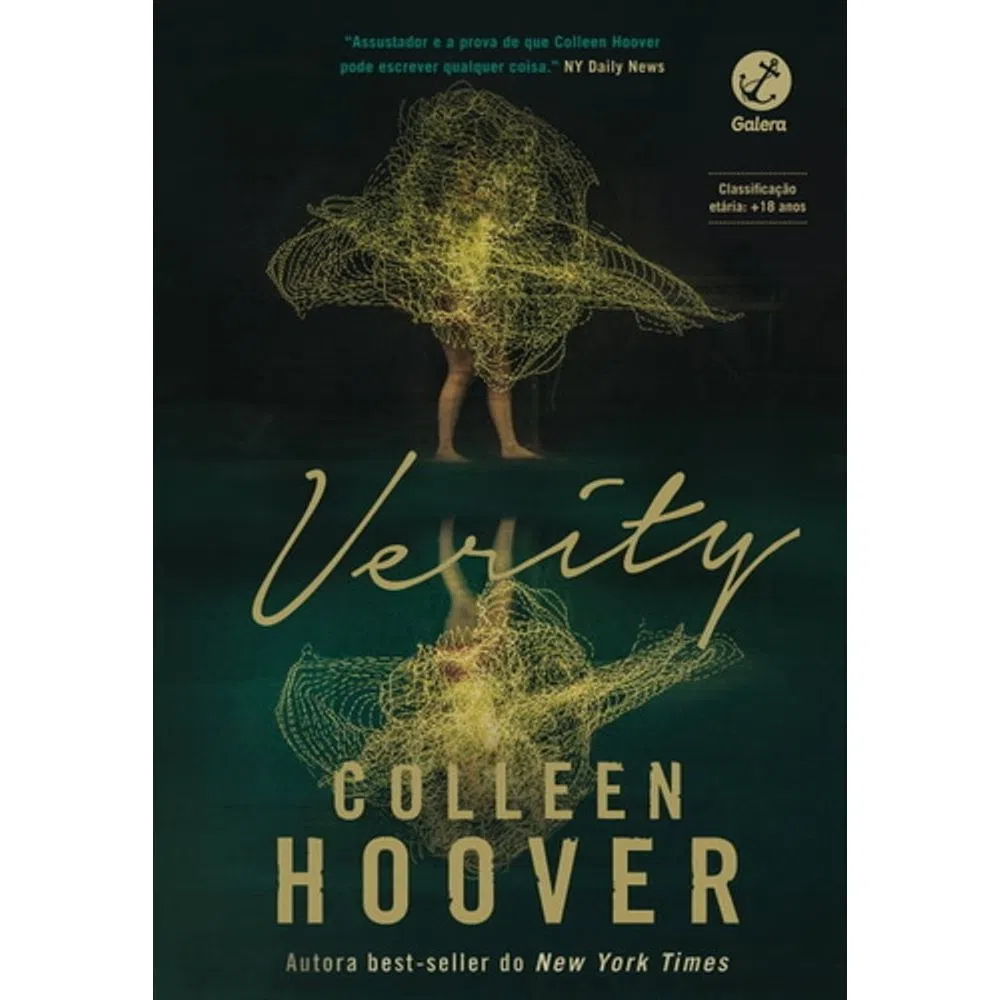 "Assustador e a prova de que Colleen Hoover
pode escrever qualquer coisa." NY Daily News
Galera
Classificação
etária: +18 anos
Verity
COLLEEN
HOOVER
Autora best-seller do New York Times